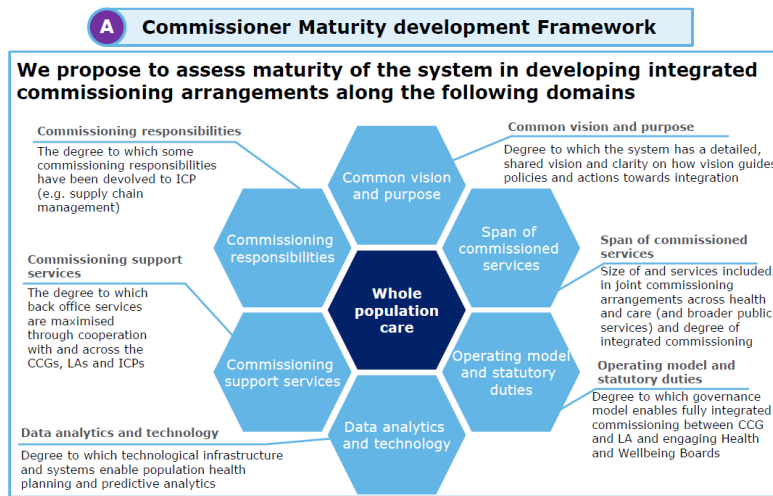 A
Commissioner Maturity development Framework
We propose to assess maturity of the system in developing integrated
commissioning arrangements along the following domains
Commissioning responsibilities
The degree to which some
commissioning responsibilities
have been devolved to ICP
(e.g. supply chain
management)
Common vision and purpose
Degree to which the system has a detailed,
shared vision and clarity on how vision guides
policies and actions towards integration
Common vision
and purpose
Commissioning
responsibilities
Span of
commissioned
services
Span of commissioned
services
Size of and services included
in joint commissioning
arrangements across health
and care (and broader public
services) and degree of
integrated commissioning
Commissioning support
services
The degree to which
back office services
are maximised
through cooperation
with and across the
CCGs, LAs and ICPs
Whole
population
care
Commissioning
support services
Operating model
and statutory
duties
Operating model and
statutory duties
Degree to which governance
model enables fully integrated
commissioning between CCG
and LA and engaging Health
and Wellbeing Boards
Data analytics
and technology
Data analytics and technology
Degree to which technological infrastructure
and systems enable population health
planning and predictive analytics